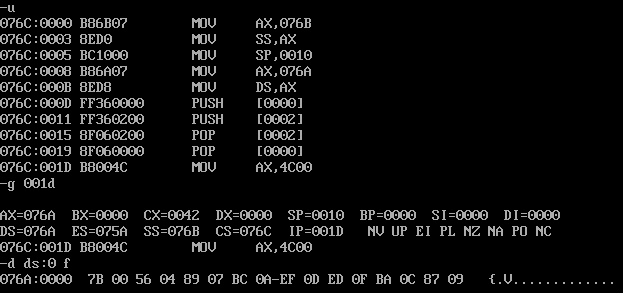 -u
076C:0000 B86B07 MOV AX,076B
076C:0003 8ED0 MOV SS,AX
076C:0005 BC1000 MOV SP,0010
076C:0008 B86A07 MOV AX,076A
076C:000B 8ED8 MOV DS,AX
076C:000D FF360000 PUSH [0000]
076C:0011 FF360200 PUSH [0002]
076C:0015 8F060200 POP [0002]
076C:0019 8F060000 POP [0000]
076C:001D B8004C MOV AX,4C00
-g 001d
AX=076A BX=0000 CX=0042 DX=0000 SP=0010 BP=0000 SI=0000 DI=0000
DS=076A ES=075A SS=076B CS=076C IP=001D NV UP EI PL NZ NA PO NC
076C:001D B8004C MOV AX,4C00
-d ds:0 f
076A:0000 7B 00 56 04 89 07 BC 0A-EF 0D ED 0F BA 0C 87 09 {.V.............